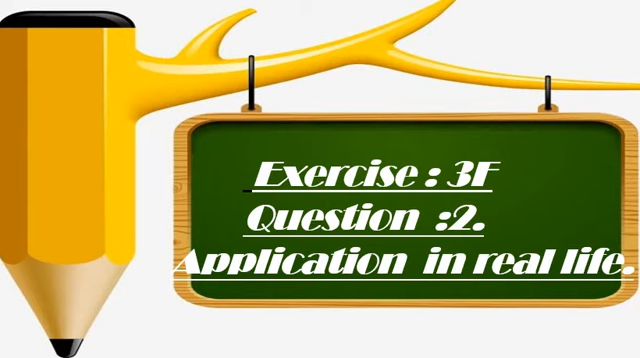 Exercise : 3F
Question :2.
Application in real life.